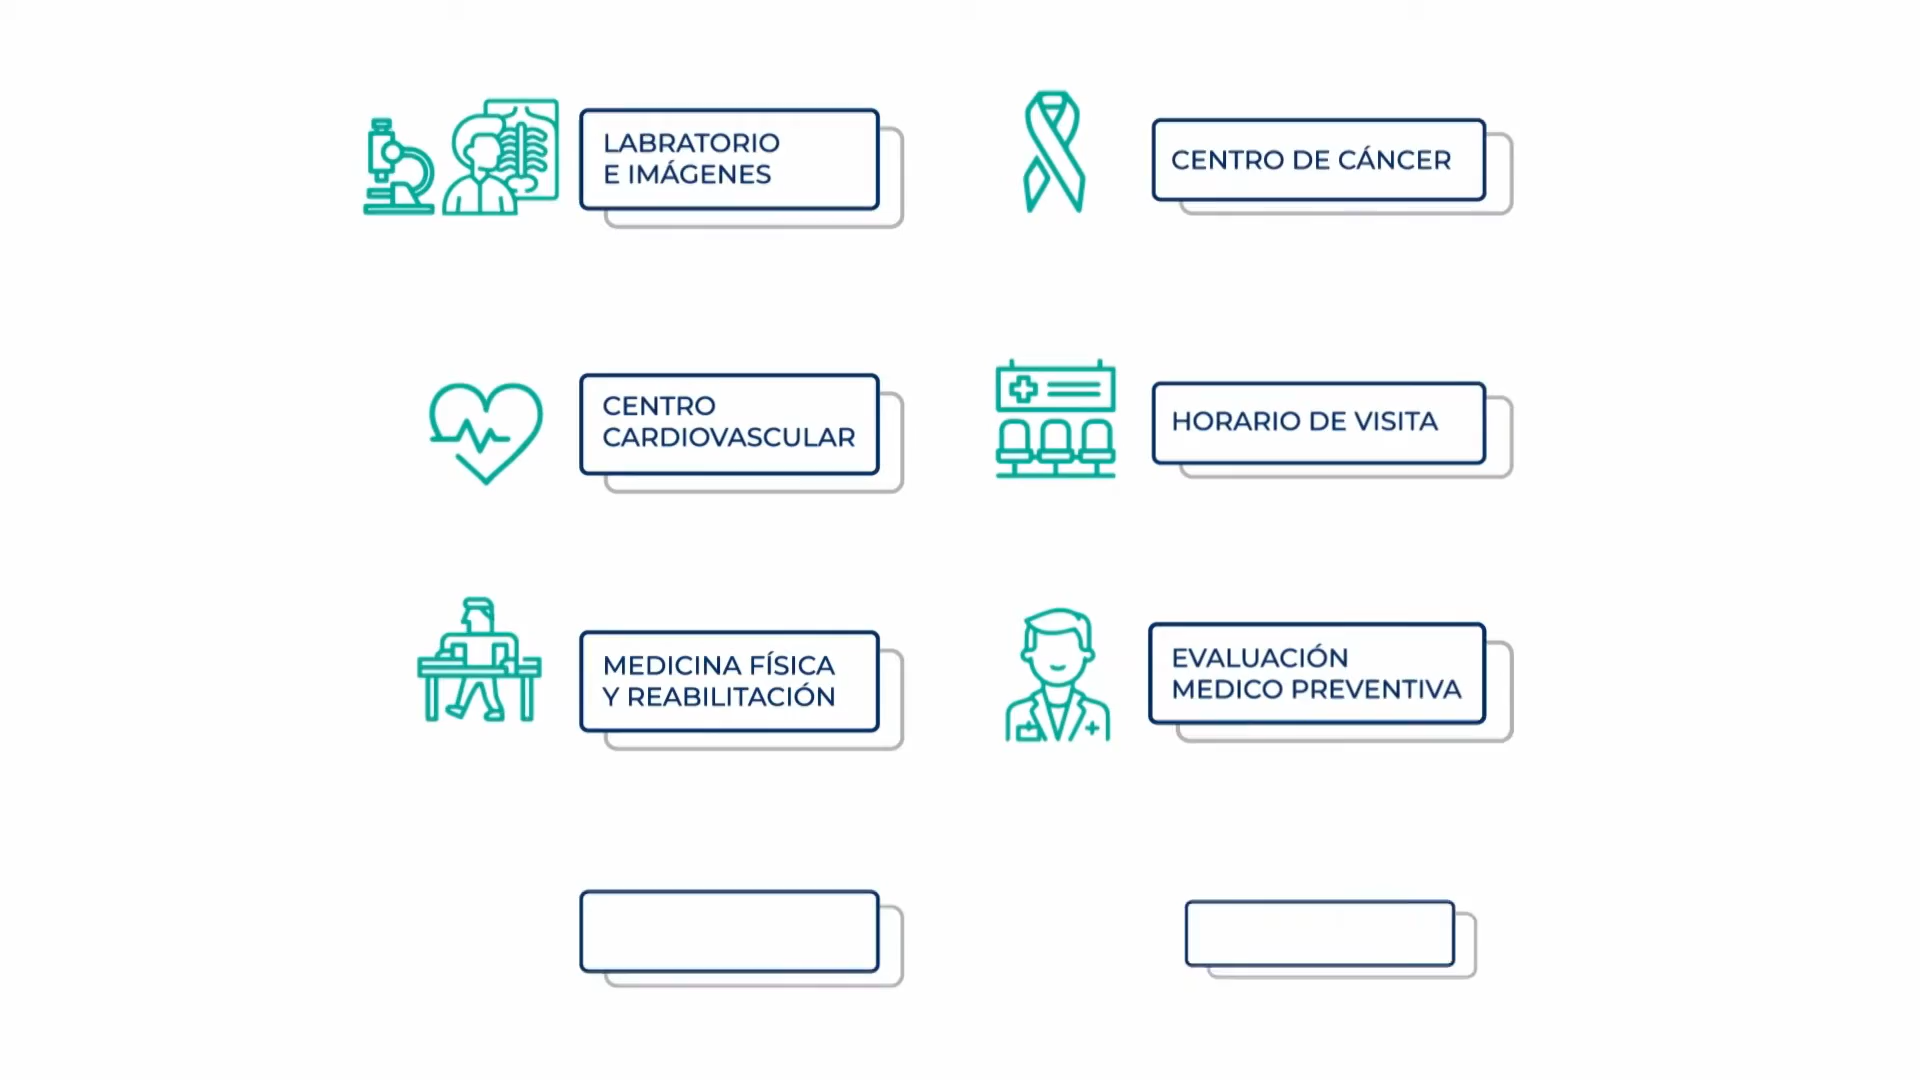 LABRATORIO
E IMÁGENES
CENTRO DE CÁNCER
CENTRO
CARDIOVASCULAR
HORARIO DE VISITA
MEDICINA FÍSICA
Y REABILITACIÓN
EVALUACIÓN
MEDICO PREVENTIVA